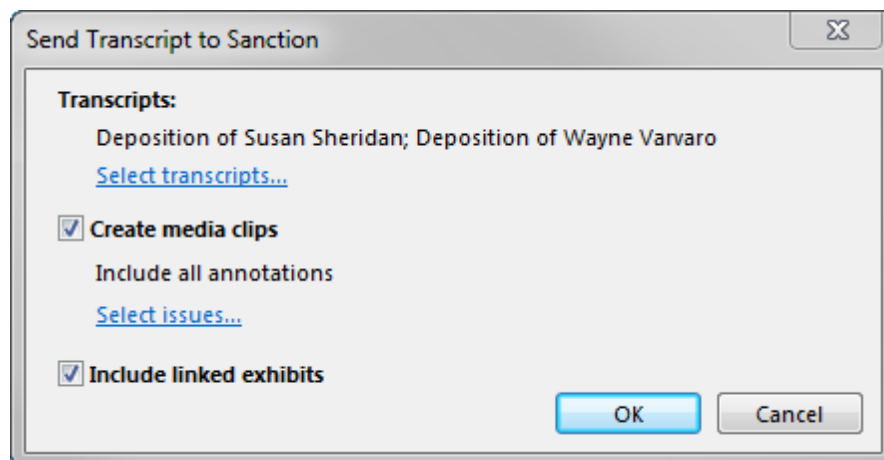 Send Transcript to Sanction
Transcripts:
Deposition of Susan Sheridan; Deposition of Wayne Varvaro
Select transcripts...
Create media clips
Include all annotations
Select issues...
Include linked exhibits
OK
Cancel